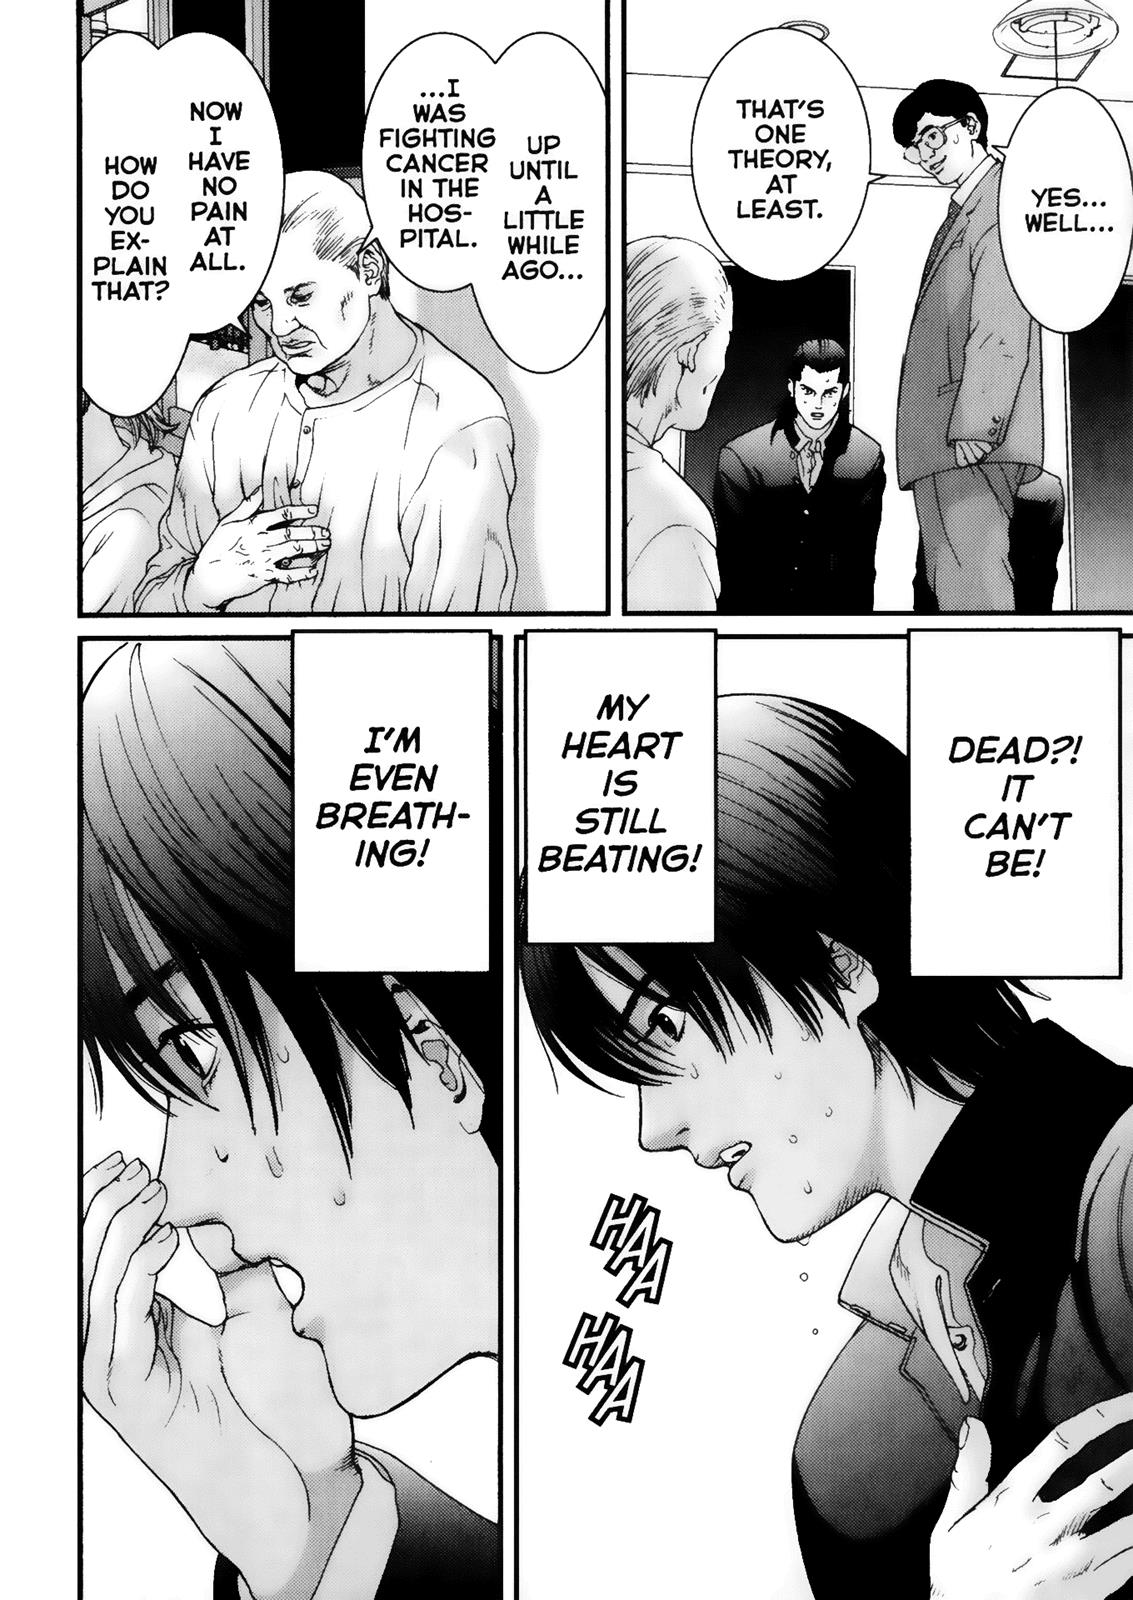 YES...
WELL...
THAT'S
ONE
THEORY,
AT
LEAST.
UP
UNTIL
A
LITTLE
WHILE
AGO...
...I
WAS
FIGHTING
CANCER
IN THE
HOS-
PITAL.
NOW
I
HAVE
NO
PAIN
AT
ALL.
HOW
DO
YOU
EX-
PLAIN
THAT?
DEAD?!
IT
CAN'T
BE!
MY
HEART
IS
STILL
BEATING!
HAA
HAA
I'M
EVEN
BREATH-
ING!